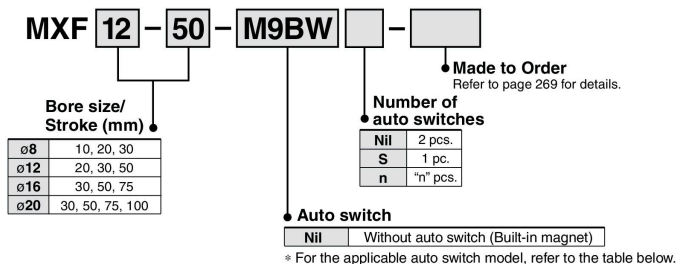 MXF 12 – 50 – M9BW –
Made to Order
Refer to page 269 for details.
Number of
auto switches
Nil 2 pcs.
S 1 pc.
n “n” pcs.
Bore size/
Stroke (mm)
ø8 10, 20, 30
ø12 20, 30, 50
ø16 30, 50, 75
ø20 30, 50, 75, 100
Auto switch
Nil Without auto switch (Built-in magnet)
∗ For the applicable auto switch model, refer to the table below.